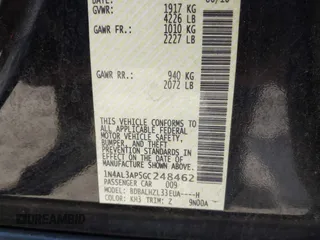 DATE:
GVWR: 1917 KG
4226 LB
GAWR FR.: 1010 KG
2227 LB
GAWR RR.: 940 KG
2072 LB
THIS VEHICLE CONFORMS TO
ALL APPLICABLE FEDERAL
MOTOR VEHICLE SAFETY,
BUMPER, AND THEFT
PREVENTION STANDARDS
IN EFFECT ON THE DATE OF
MANUFACTURE SHOWN ABOVE.
1N4AL3AP5GC248462
PASSENGER CAR 009
MODEL: BDBALHZL33EUA----H
COLOR: KH3 TRIM: Z 9N00A